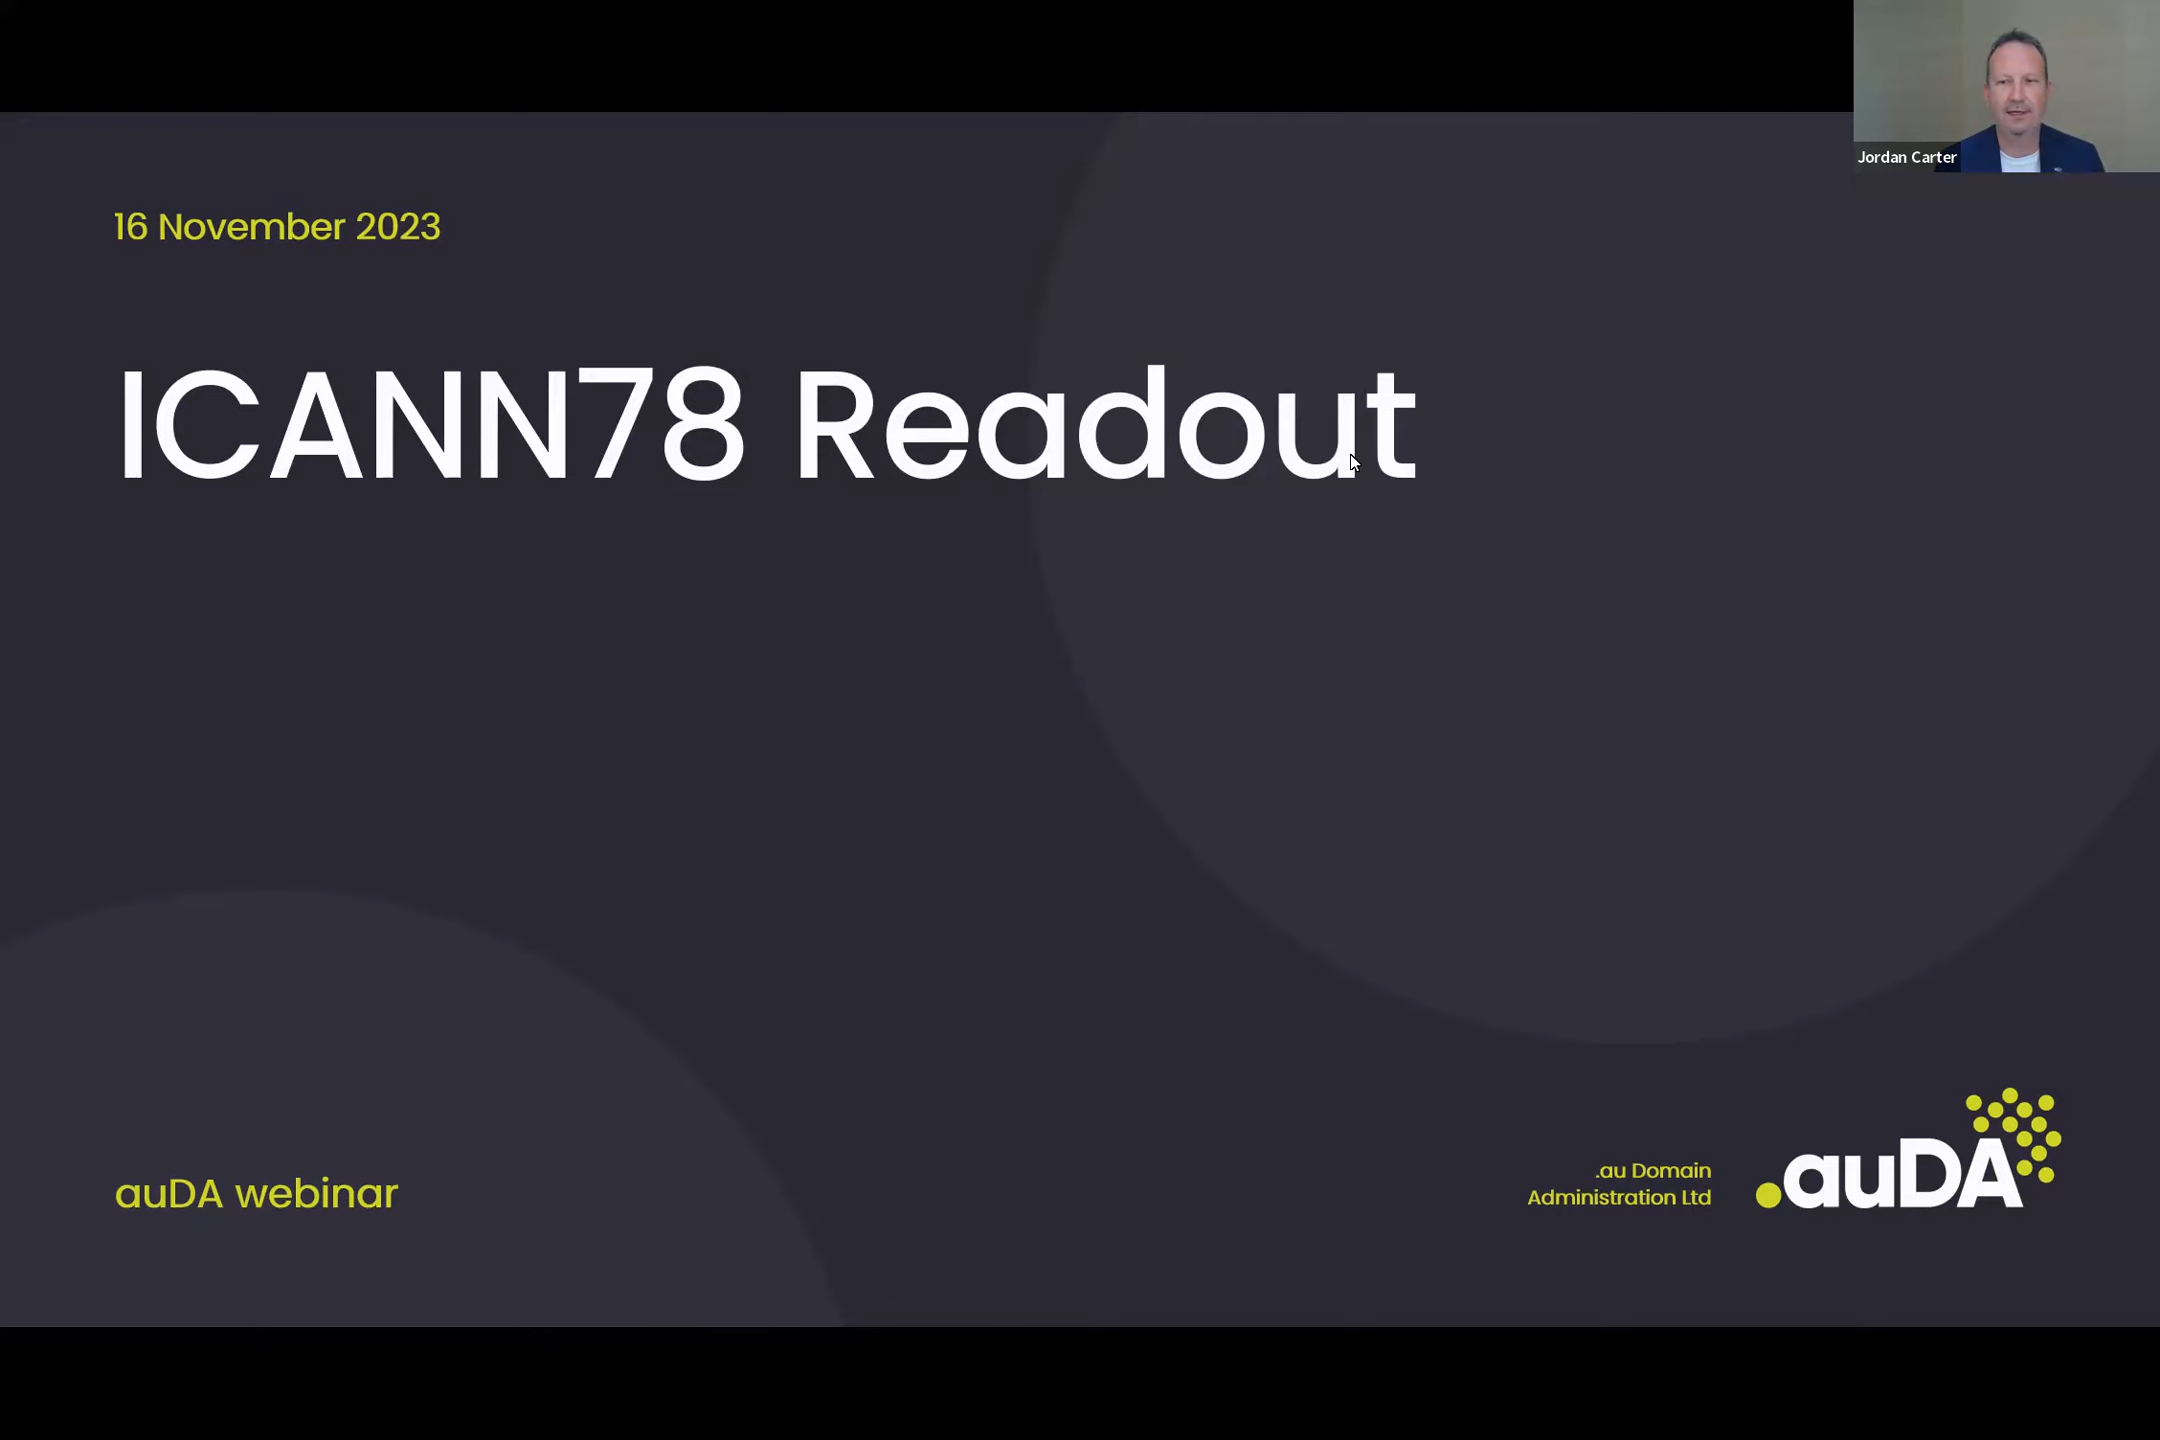 Jordan Carter
16 November 2023
ICANN78 Readout
auDA webinar
.au Domain
Administration Ltd
.auDA